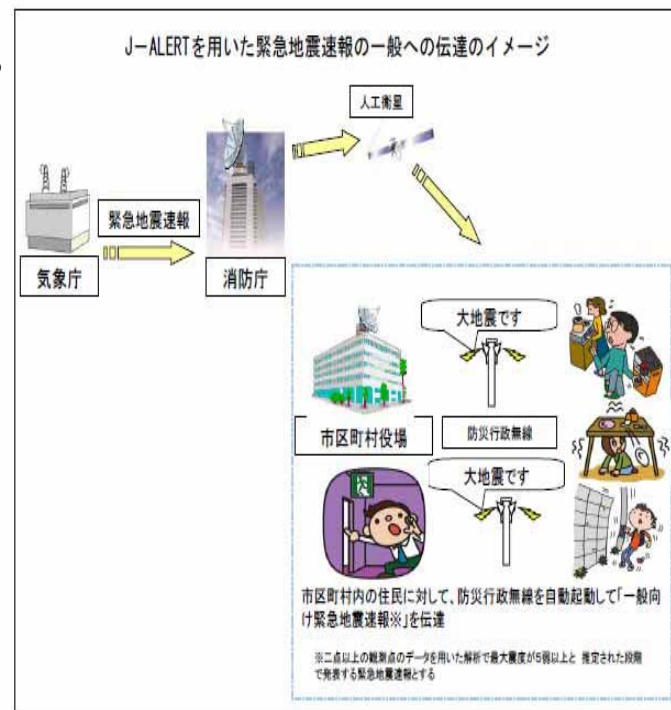 J-ALERTを用いた緊急地震速報の一般への伝達のイメージ
人工衛星
緊急地震速報
気象庁
消防庁
大地震です
市区町村役場
防災行政無線
大地震です
市区町村内の住民に対して、防災行政無線を自動起動して「一般向
け緊急地震速報※」を伝達
※二点以上の観測点のデータを用いた解析で最大震度が5弱以上と 推定された段階
で発表する緊急地震速報とする